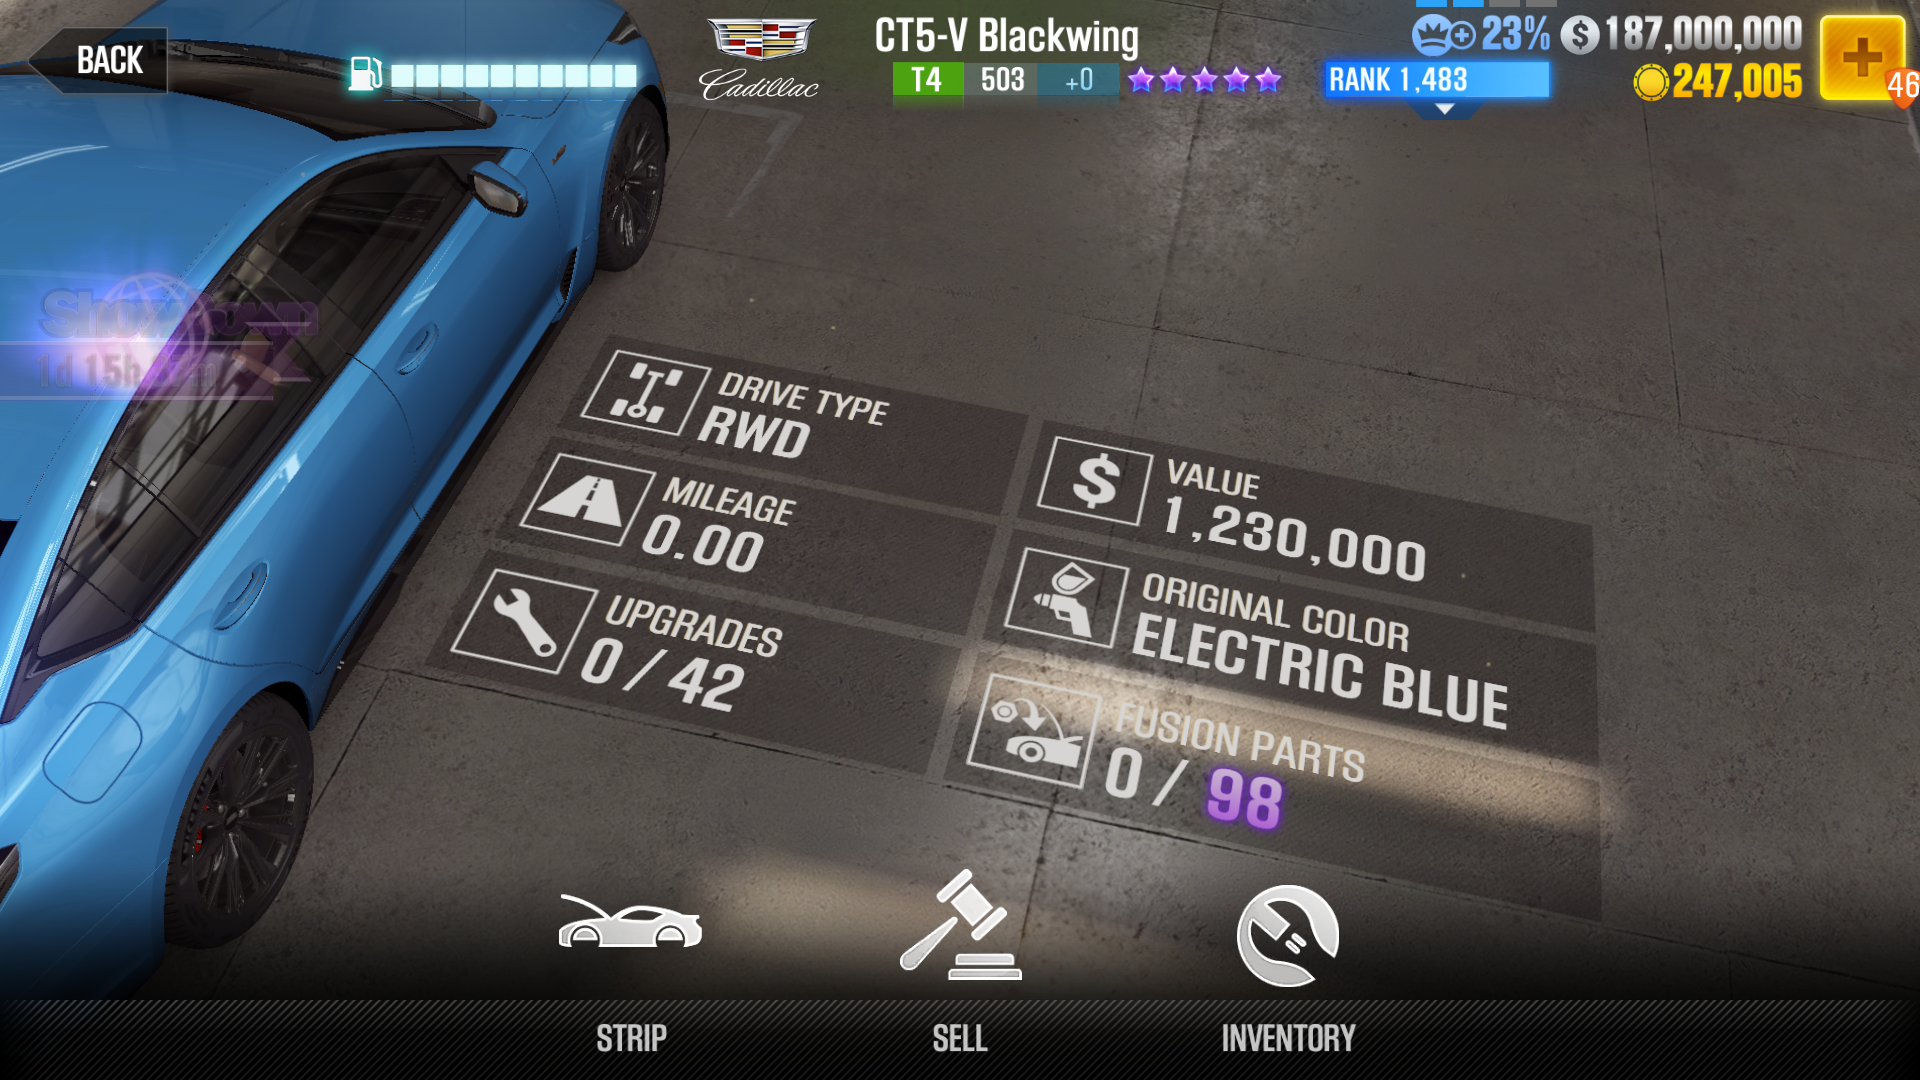 BACK
Cadillac
CT5-V Blackwing
T4 503 +0
23%
187,000,000
RANK 1,483
247,005
46
Showdown
1d 15h
DRIVE TYPE
RWD
MILEAGE
0.00
UPGRADES
0 / 42
VALUE
1,230,000
ORIGINAL COLOR
ELECTRIC BLUE
FUSION PARTS
0 / 98
STRIP
SELL
INVENTORY